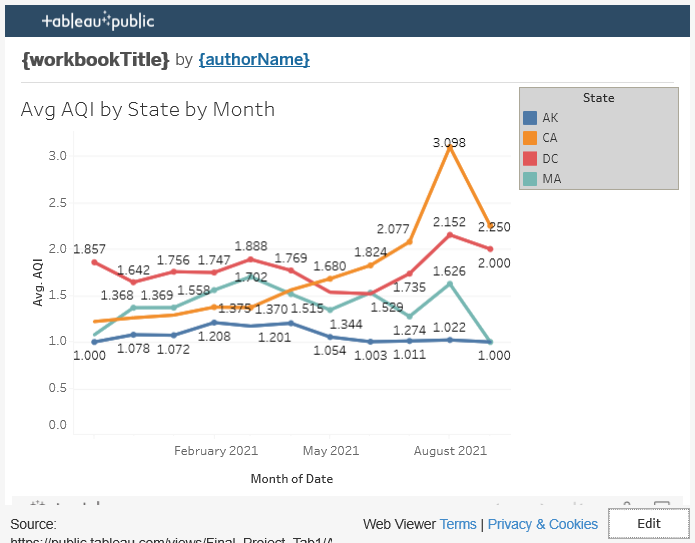 +ableau public
{workbookTitle} by {authorName}
Avg AQI by State by Month
State
AK
CA
DC
MA
Avg. AQI
3.0
2.5
2.0
1.5
1.0
0.5
0.0
3.098
2.077
2.152
2.250
1.857
1.642
1.756
1.747
1.888
1.769
1.680
1.824
2.000
1.368
1.369
1.558
1.702
1.735
1.626
1.375
1.370
1.515
1.529
1.344
1.274
1.022
1.000
1.078
1.072
1.208
1.201
1.054
1.003
1.011
1.000
February 2021
May 2021
August 2021
Month of Date
Source:
Web Viewer Terms | Privacy & Cookies
Edit
https://public.tableau.com/views/Final_Project_Tab1/